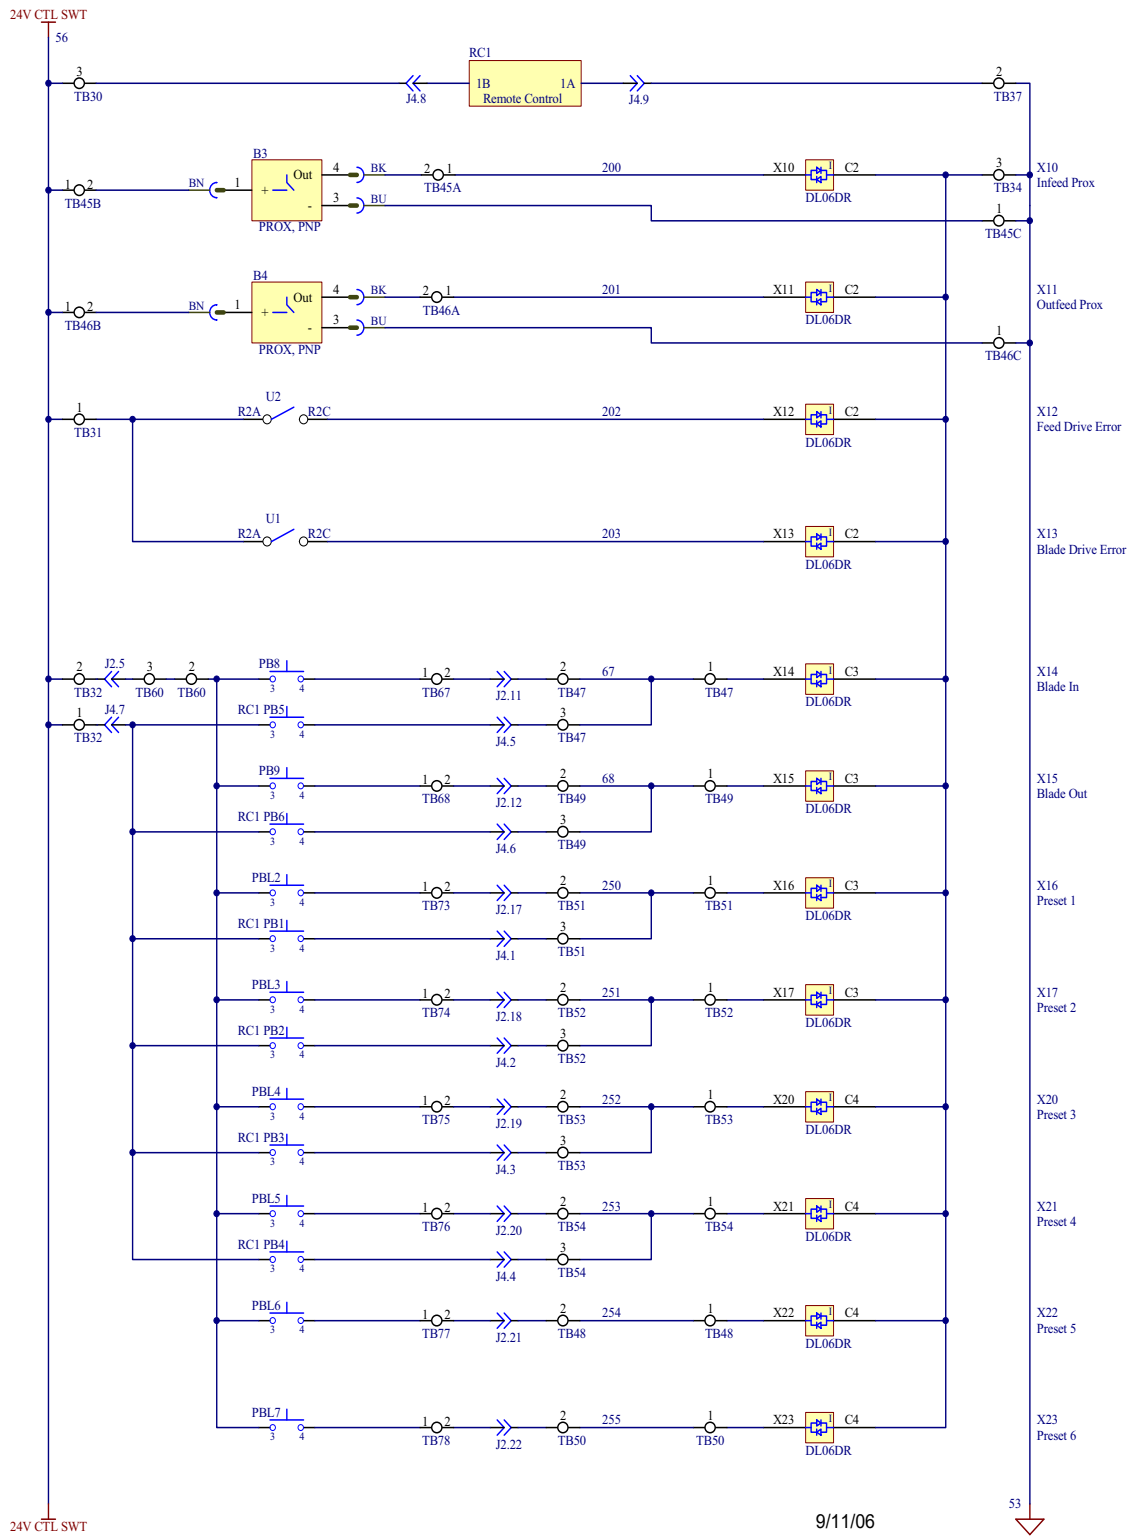 24V CTL SWT
56
RC1
3
1B 1A
2
TB30
J4.8
Remote Control
J4.9
TB37
B3
4 BK 2 1 200 X10 C2 3 X10
Out
TB45A
TB34
Infeed Prox
1 2 BN 1 + I
TB45B
- 3 BU
DL06DR
1
PROX, PNP
TB45C
B4
4 BK 2 1 201 X11 C2 X11
Out
TB46A
Outfeed Prox
1 2 BN 1 + I
TB46B
- 3 BU
DL06DR
1
PROX, PNP
TB46C
U2
1 R2A R2C 202 X12 I C2 X12
TB31
Feed Drive Error
DL06DR
U1
R2A R2C 203 X13 I C2 X13
Blade Drive Error
DL06DR
2 J2.5 3 2 PB8 1 2 2 67 1 X14 I C3 X14
TB32 TB60 TB60 3 4 TB67 J2.11 TB47 TB47
Blade In
DL06DR
1 J4.7 RC1 PB5 3
TB32 3 4 J4.5 TB47
PB9 1 2 2 68 1 X15 I C3 X15
3 4 TB68 J2.12 TB49 TB49
Blade Out
DL06DR
RC1 PB6 3
3 4 J4.6 TB49
PBL2 1 2 2 250 1 X16 I C3 X16
3 4 TB73 J2.17 TB51 TB51
Preset 1
DL06DR
RC1 PB1 3
3 4 J4.1 TB51
PBL3 1 2 2 251 1 X17 I C3 X17
3 4 TB74 J2.18 TB52 TB52
Preset 2
DL06DR
RC1 PB2 3
3 4 J4.2 TB52
PBL4 1 2 2 252 1 X20 I C4 X20
3 4 TB75 J2.19 TB53 TB53
Preset 3
DL06DR
RC1 PB3 3
3 4 J4.3 TB53
PBL5 1 2 2 253 1 X21 I C4 X21
3 4 TB76 J2.20 TB54 TB54
Preset 4
DL06DR
RC1 PB4 3
3 4 J4.4 TB54
PBL6 1 2 2 254 1 X22 I C4 X22
3 4 TB77 J2.21 TB48 TB48
Preset 5
DL06DR
PBL7 1 2 2 255 1 X23 I C4 X23
3 4 TB78 J2.22 TB50 TB50
Preset 6
DL06DR
53
24V CTL SWT
9/11/06